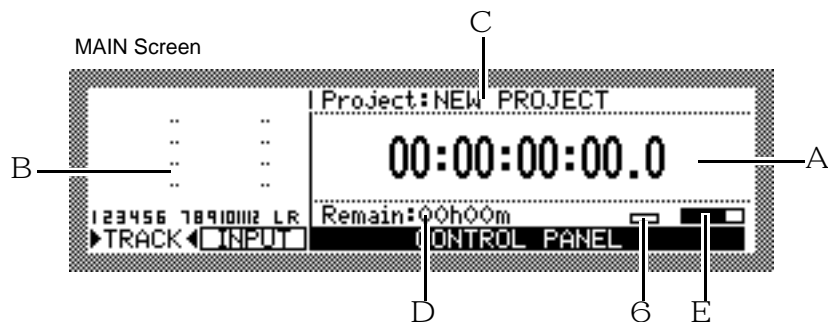 C
MAIN Screen
Project:NEW PROJECT
00:00:00:00.0
A
B
123456 789101112 L R
Remain:00h00m
▶TRACK◀ INPUT
CONTROL PANEL
D
6
E